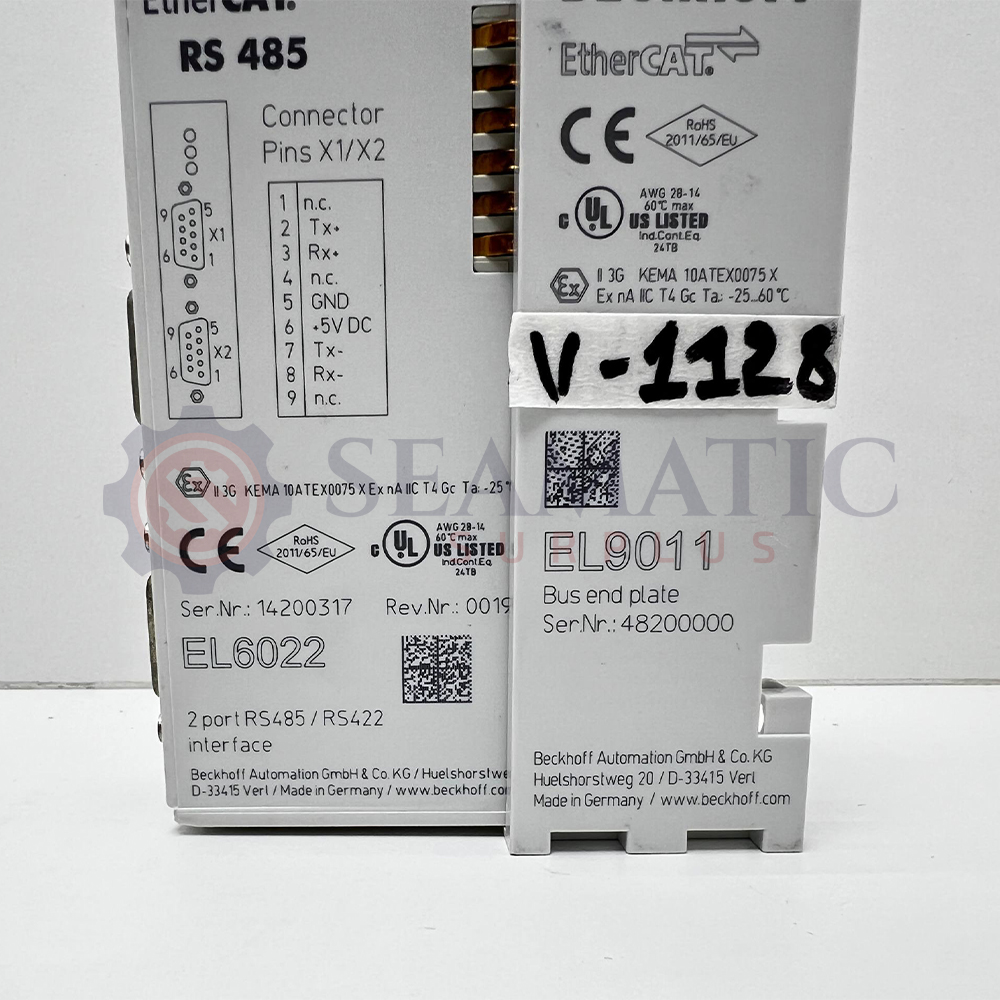 EtherCAT®
RS 485
Connector
Pins X1/X2
1 n.c.
2 Tx+
3 Rx+
4 n.c.
5 GND
6 +5V DC
7 Tx-
8 Rx-
9 n.c.
9 5
X1
6 1
9 5
X2
6 1
Ex II 3G KEMA 10ATEX0075 X Ex nA IIC T4 Gc Ta: -25°
CE
RoHS
2011/65/EU
C UL US LISTED
AWG 28-14
60°C max
Ind.Cont.Eq.
24TB
Ser.Nr.: 14200317 Rev.Nr.: 0019
EL6022
2 port RS485 / RS422
interface
Beckhoff Automation GmbH & Co. KG / Huelshorstwe
D-33415 Verl / Made in Germany / www.beckhoff.co
BECKHOFF
EtherCAT®
CE
RoHS
2011/65/EU
AWG 28-14
60°C max
C UL US LISTED
Ind.Cont.Eq.
24TB
Ex II 3G KEMA 10ATEX0075 X
Ex nA IIC T4 Gc Ta: -25...60°C
V-1128
SEAMATIC
SURPLUS
EL9011
Bus end plate
Ser.Nr.: 48200000
Beckhoff Automation GmbH & Co. KG
Huelshorstweg 20 / D-33415 Verl
Made in Germany / www.beckhoff.com